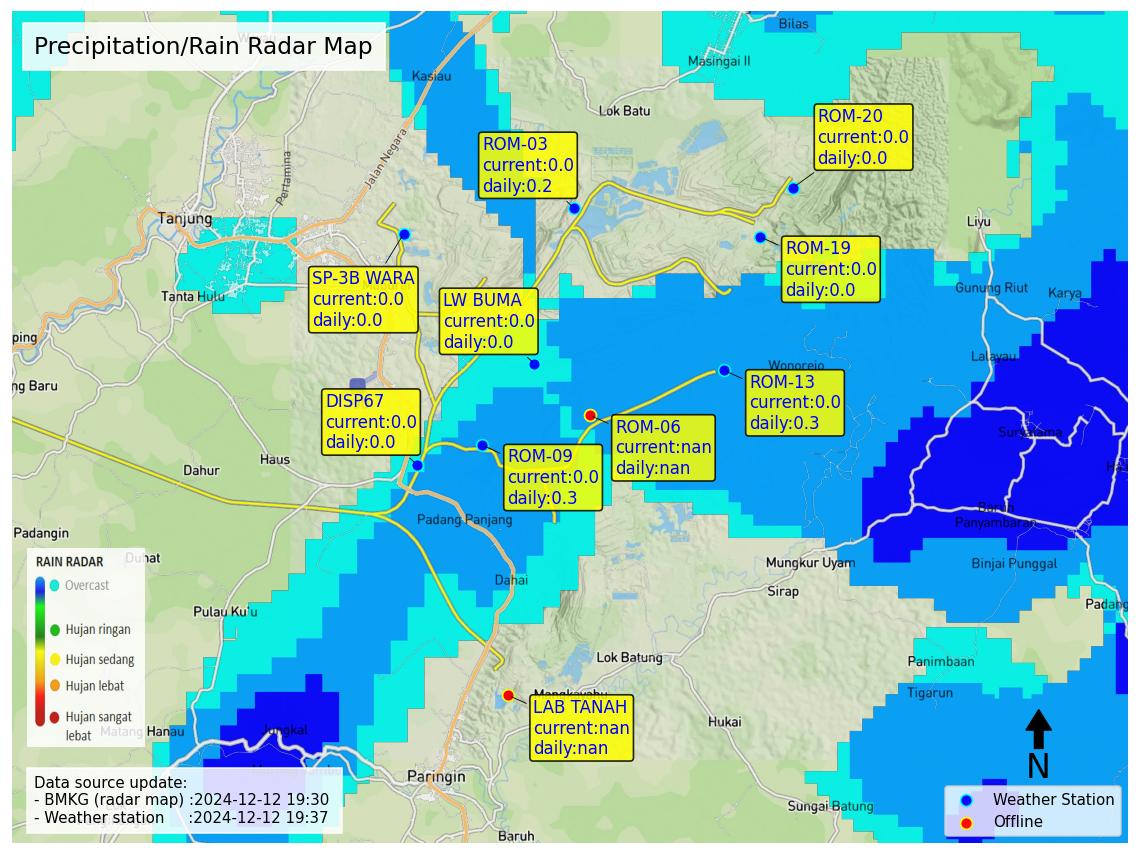 Precipitation/Rain Radar Map
Bilas
Masingai II
Kasiau
Lok Batu
ROM-20
current:0.0
daily:0.0
ROM-03
current:0.0
daily:0.2
Jalan Negara
Pertamina
Tanjung
Liyu
ROM-19
current:0.0
daily:0.0
SP-3B WARA
current:0.0
daily:0.0
Tanta Hulu
LW BUMA
current:0.0
daily:0.0
Gunung Riut
Karya
ping
Lalayau
Wonorejo
ng Baru
ROM-13
current:0.0
daily:0.3
DISP67
current:0.0
daily:0.0
ROM-06
current:nan
daily:nan
Suryatama
Haus
Dahur
ROM-09
current:0.0
daily:0.3
Padang Panjang
Baruh
Panyambaran
Padangin
Duhat
Mungkur Uyam
Binjai Punggal
Dahai
Sirap
Padang
Pulau Ku'u
RAIN RADAR
Overcast
Hujan ringan
Hujan sedang
Hujan lebat
Hujan sangat
lebat
Lok Batung
Panimbaan
Tigarun
Mangkayahu
LAB TANAH
current:nan
daily:nan
Hukai
Matang Hanau
Jungkal
Paringin
N
Data source update:
- BMKG (radar map) :2024-12-12 19:30
- Weather station :2024-12-12 19:37
Sungai Batung
Weather Station
Offline
Baruh